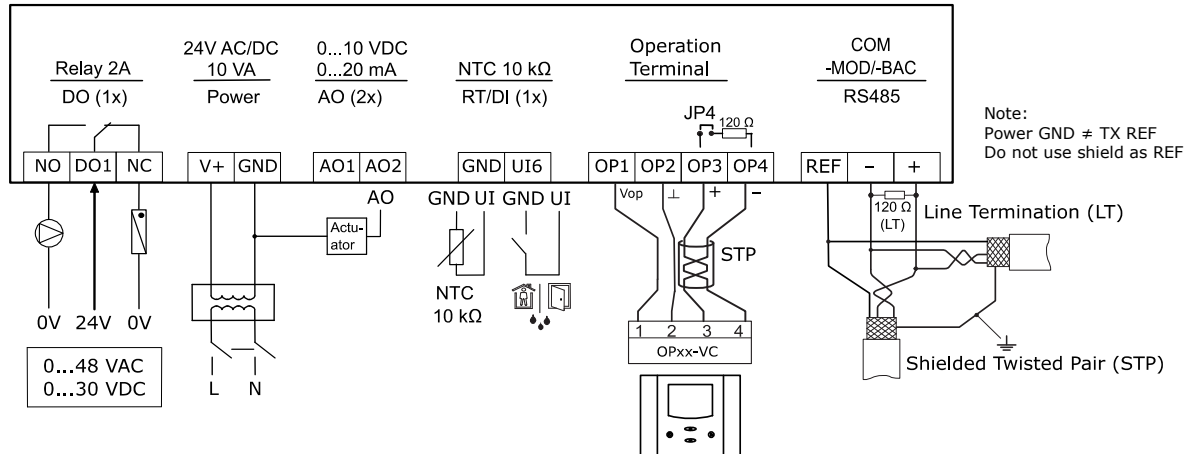 Relay 2A
DO (1x)
24V AC/DC
10 VA
Power
0...10 VDC
0...20 mA
AO (2x)
NTC 10 kΩ
RT/DI (1x)
Operation
Terminal
JP4
120 Ω
COM
-MOD/-BAC
RS485
Note:
Power GND ≠ TX REF
Do not use shield as REF
NO DO1 NC
V+ GND
AO1 AO2
GND UI6
OP1 OP2 OP3 OP4
REF – +
AO
GND UI GND UI
Vop ⊥ + –
120 Ω
(LT)
Line Termination (LT)
Actu-
ator
STP
NTC
10 kΩ
0V 24V 0V
0...48 VAC
0...30 VDC
L N
1 2 3 4
OPxx-VC
Shielded Twisted Pair (STP)